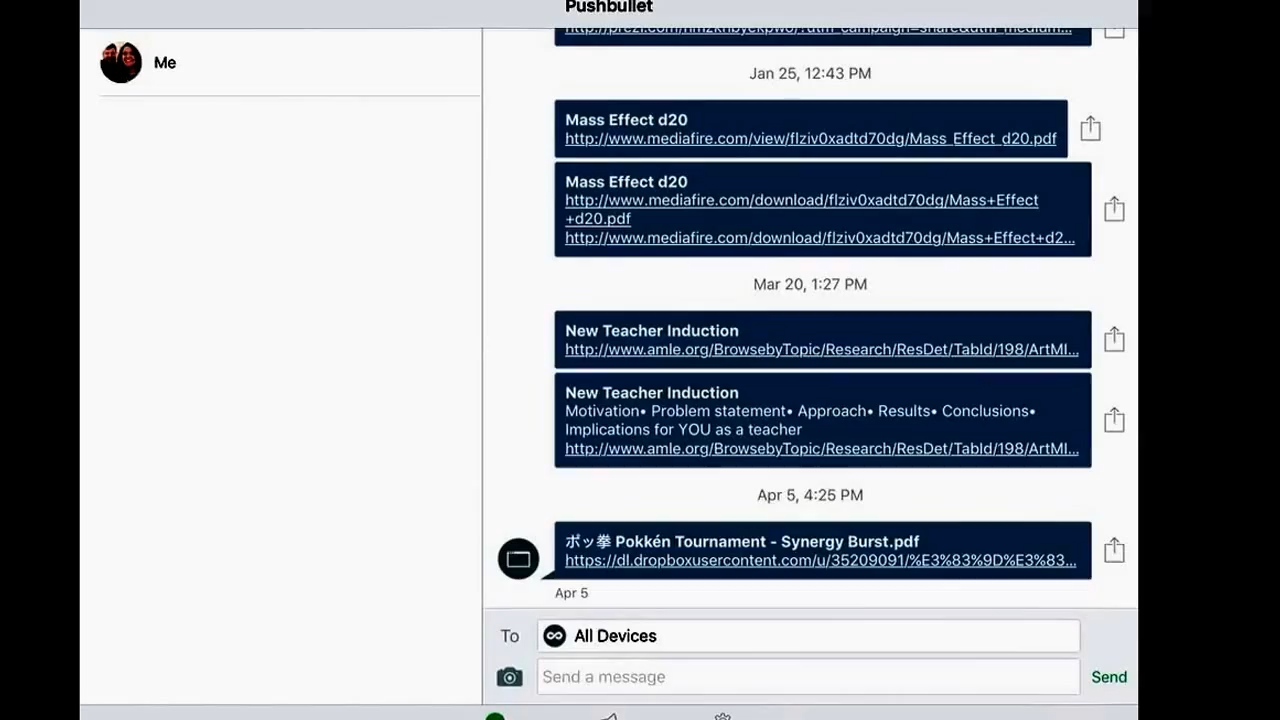 Pushbullet
Me
Jan 25, 12:43 PM
Mass Effect d20
http://www.mediafire.com/view/flziv0xadtd70dg/Mass_Effect_d20.pdf
Mass Effect d20
http://www.mediafire.com/download/flziv0xadtd70dg/Mass+Effect
+d20.pdf
http://www.mediafire.com/download/flziv0xadtd70dg/Mass+Effect+d2...
Mar 20, 1:27 PM
New Teacher Induction
http://www.amle.org/BrowsebyTopic/Research/ResDet/TabId/198/ArtMI...
New Teacher Induction
Motivation• Problem statement• Approach• Results• Conclusions•
Implications for YOU as a teacher
http://www.amle.org/BrowsebyTopic/Research/ResDet/TabId/198/ArtMI...
Apr 5, 4:25 PM
ポッ拳 Pokkén Tournament - Synergy Burst.pdf
https://dl.dropboxusercontent.com/u/35209091/%E3%83%9D%E3%83...
Apr 5
To
All Devices
Send a message
Send